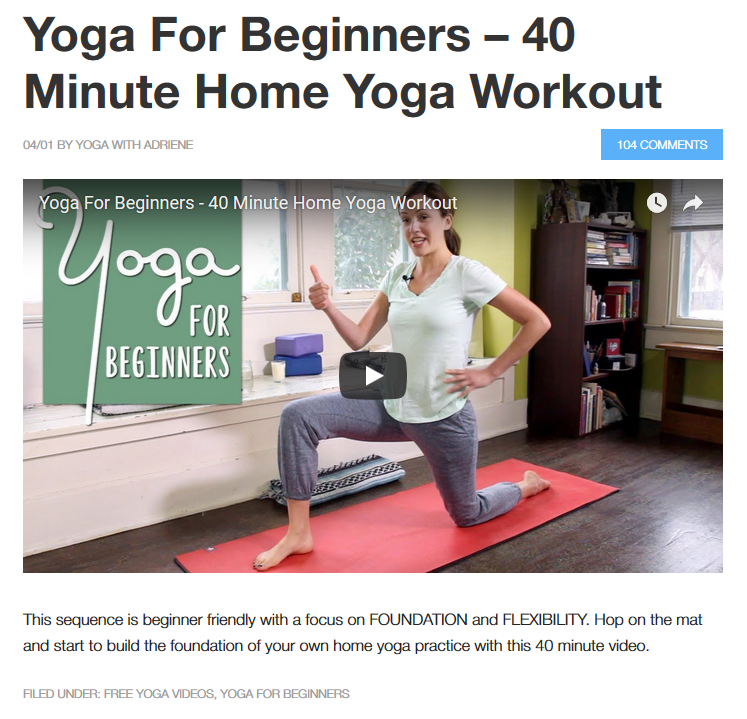 Yoga For Beginners – 40
Minute Home Yoga Workout
04/01 BY YOGA WITH ADRIENE
104 COMMENTS
Yoga For Beginners - 40 Minute Home Yoga Workout
Yoga
FOR
BEGINNERS
This sequence is beginner friendly with a focus on FOUNDATION and FLEXIBILITY. Hop on the mat
and start to build the foundation of your own home yoga practice with this 40 minute video.
FILED UNDER: FREE YOGA VIDEOS, YOGA FOR BEGINNERS